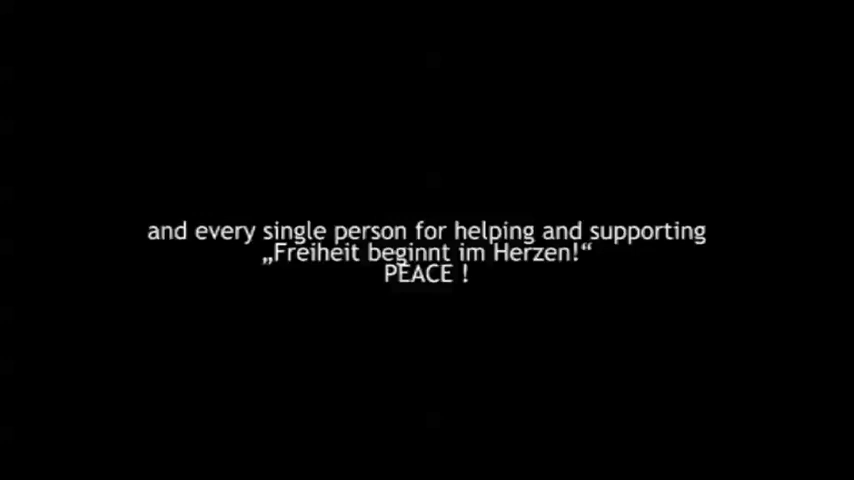 and every single person for helping and supporting
„Freiheit beginnt im Herzen!“
PEACE !